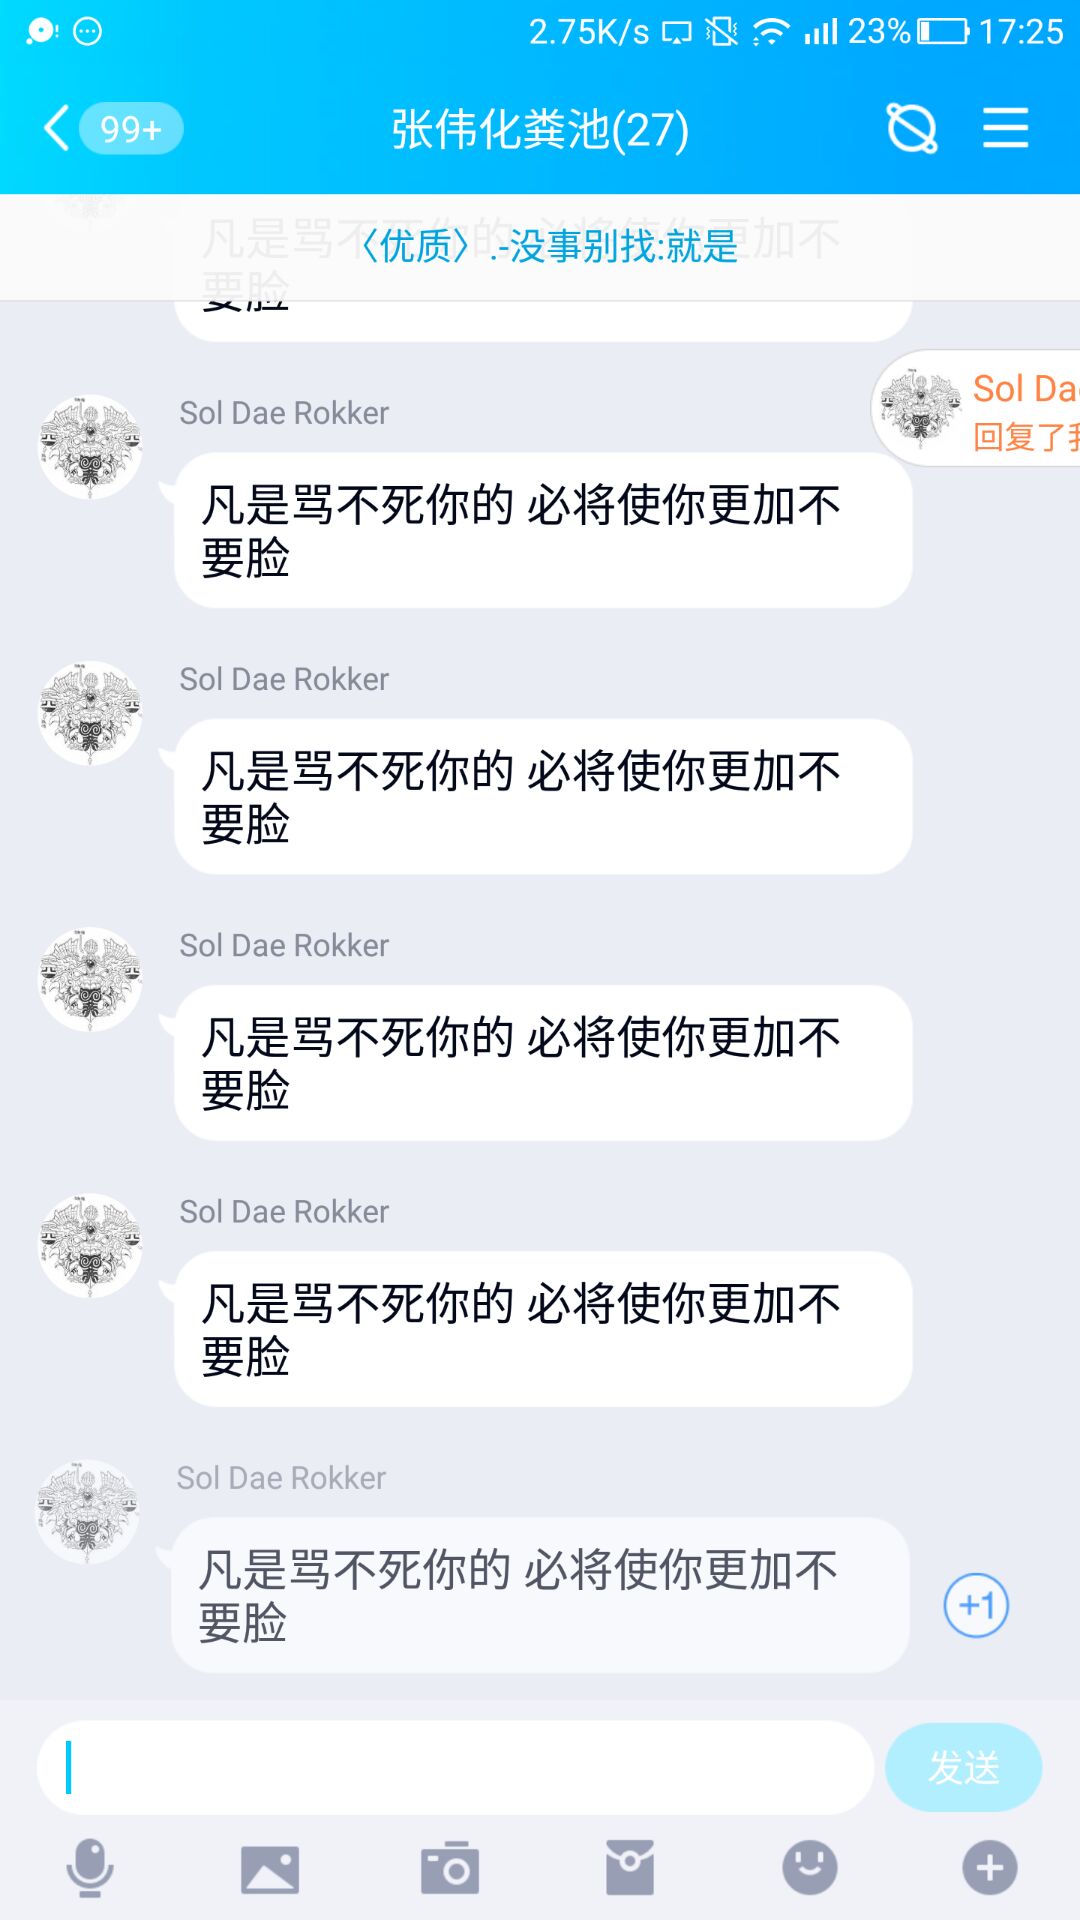 2.75K/s 23% 17:25
99+ 张伟化粪池(27)
凡是骂不死你的 必将使你更加不
〈优质〉.-没事别找:就是
要脸
Sol Dae Rokker
Sol Da
回复了我
凡是骂不死你的 必将使你更加不
要脸
Sol Dae Rokker
凡是骂不死你的 必将使你更加不
要脸
Sol Dae Rokker
凡是骂不死你的 必将使你更加不
要脸
Sol Dae Rokker
凡是骂不死你的 必将使你更加不
要脸
Sol Dae Rokker
凡是骂不死你的 必将使你更加不
要脸
+1
发送